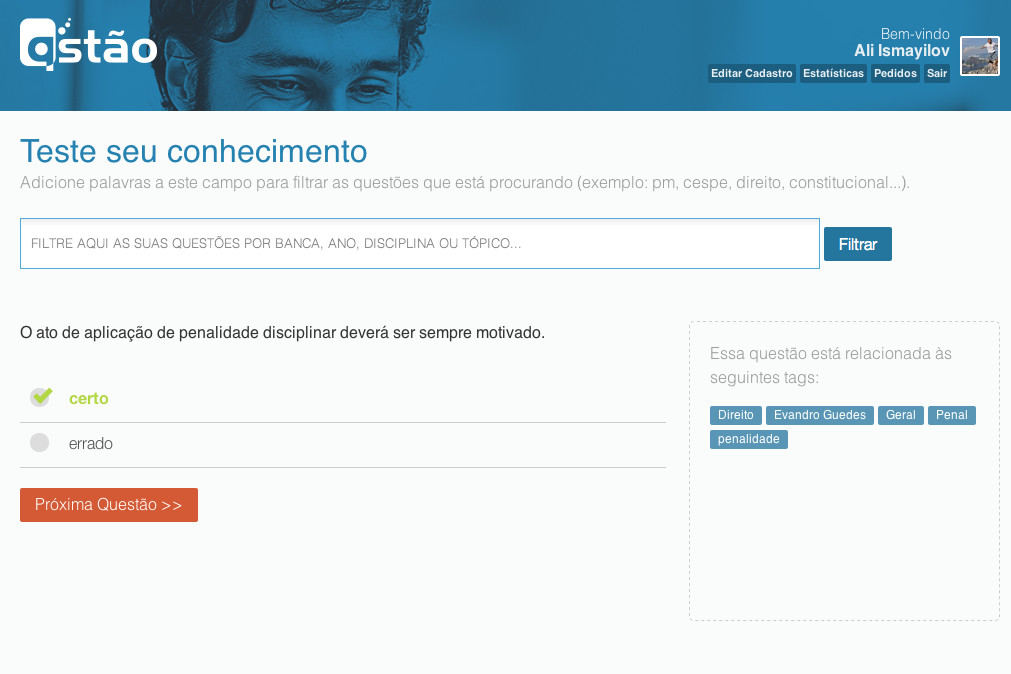 qstão
Bem-vindo
Ali Ismayilov
Editar Cadastro Estatísticas Pedidos Sair
Teste seu conhecimento
Adicione palavras a este campo para filtrar as questões que está procurando (exemplo: pm, cespe, direito, constitucional...).
FILTRE AQUI AS SUAS QUESTÕES POR BANCA, ANO, DISCIPLINA OU TÓPICO...
Filtrar
O ato de aplicação de penalidade disciplinar deverá ser sempre motivado.
certo
errado
Próxima Questão >>
Essa questão está relacionada às
seguintes tags:
Direito Evandro Guedes Geral Penal
penalidade